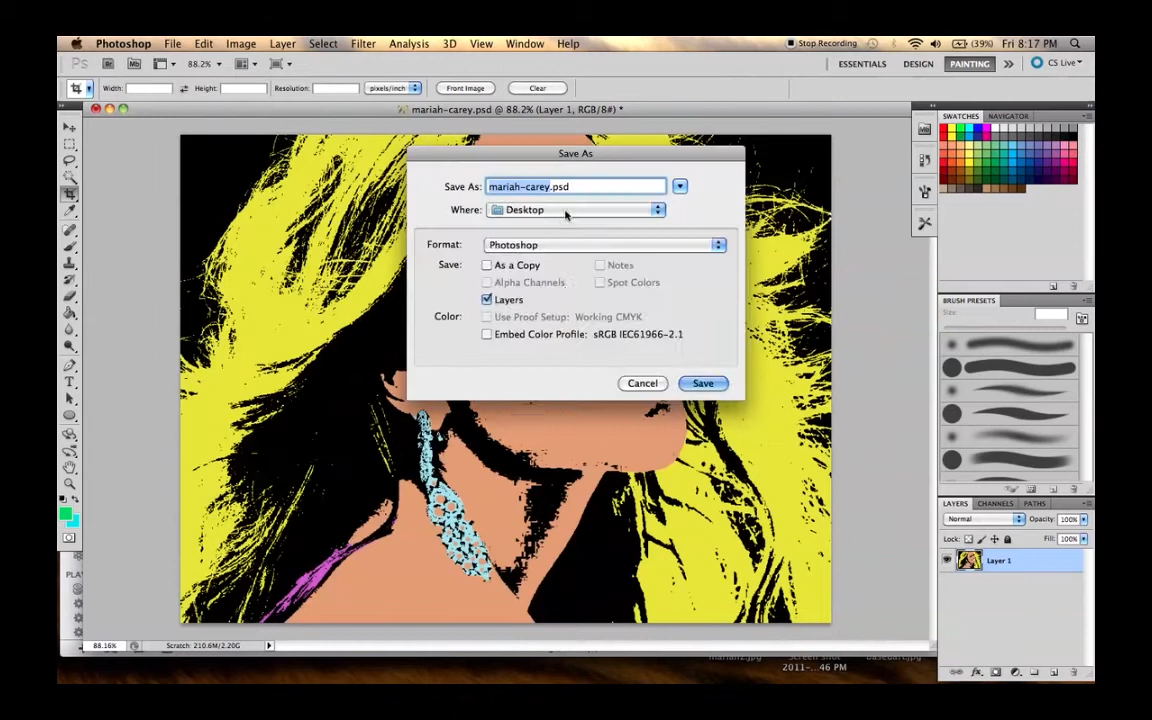 Photoshop File Edit Image Layer Select Filter Analysis 3D View Window Help Stop Recording (39%) Fri 8:17 PM
Ps Br Mb 88.2% ESSENTIALS DESIGN PAINTING CS Live
Width: Height: Resolution: pixels/inch Front Image Clear
mariah-carey.psd @ 88.2% (Layer 1, RGB/8#) *
SWATCHES NAVIGATOR
Save As
Save As: mariah-carey.psd
Where: Desktop
Format: Photoshop
Save: As a Copy Notes
Alpha Channels Spot Colors
Layers
Color: Use Proof Setup: Working CMYK
Embed Color Profile: sRGB IEC61966-2.1
Cancel Save
BRUSH PRESETS
Size:
LAYERS CHANNELS PATHS
Normal Opacity: 100%
Lock: Fill: 100%
Layer 1
88.16% Scratch: 210.6M/2.20G
Screen shot
2011-...46 PM